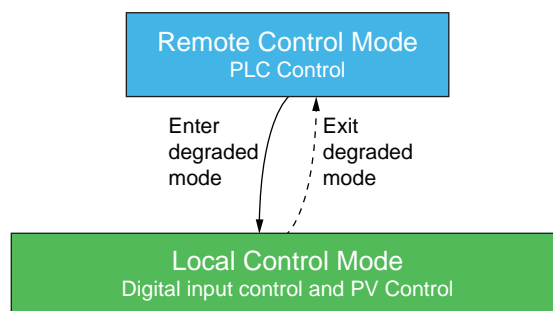 Remote Control Mode
PLC Control
Enter
degraded
mode
Exit
degraded
mode
Local Control Mode
Digital input control and PV Control